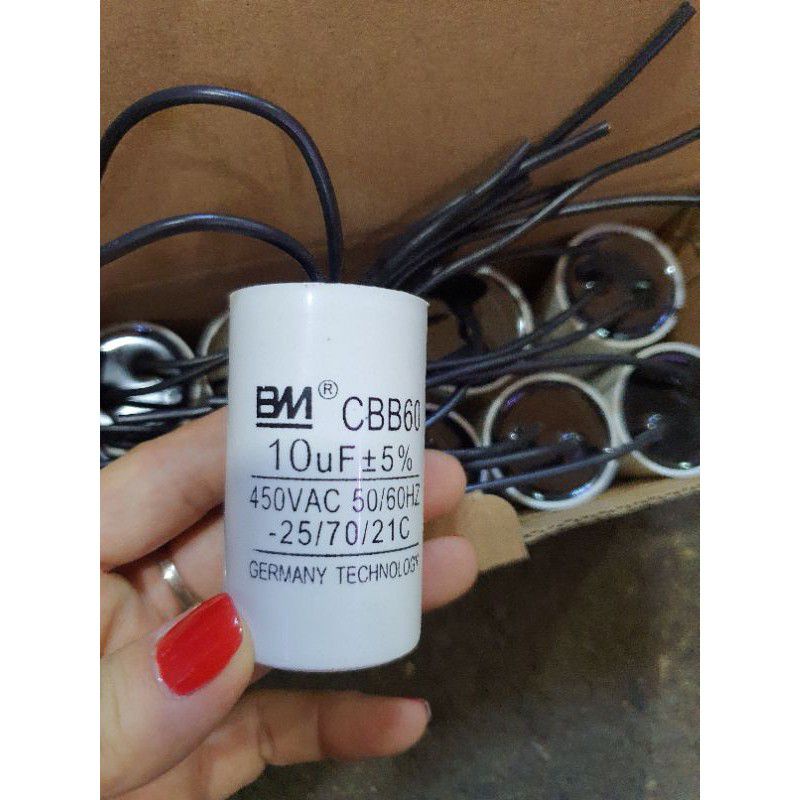 BM® CBB60
10uF±5%
450VAC 50/60HZ
-25/70/21C
GERMANY TECHNOLOGY